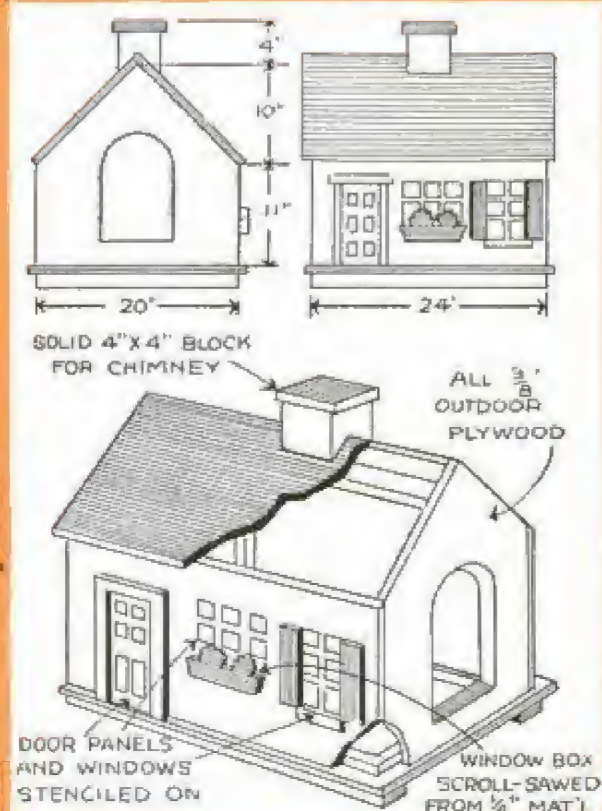 4"
10"
11"
20"
24"
SOLID 4"X4" BLOCK
FOR CHIMNEY
ALL 3/8"
OUTDOOR
PLYWOOD
DOOR PANELS
AND WINDOWS
STENCILED ON
WINDOW BOX
SCROLL-SAWED
FROM 1/4" MAT'L